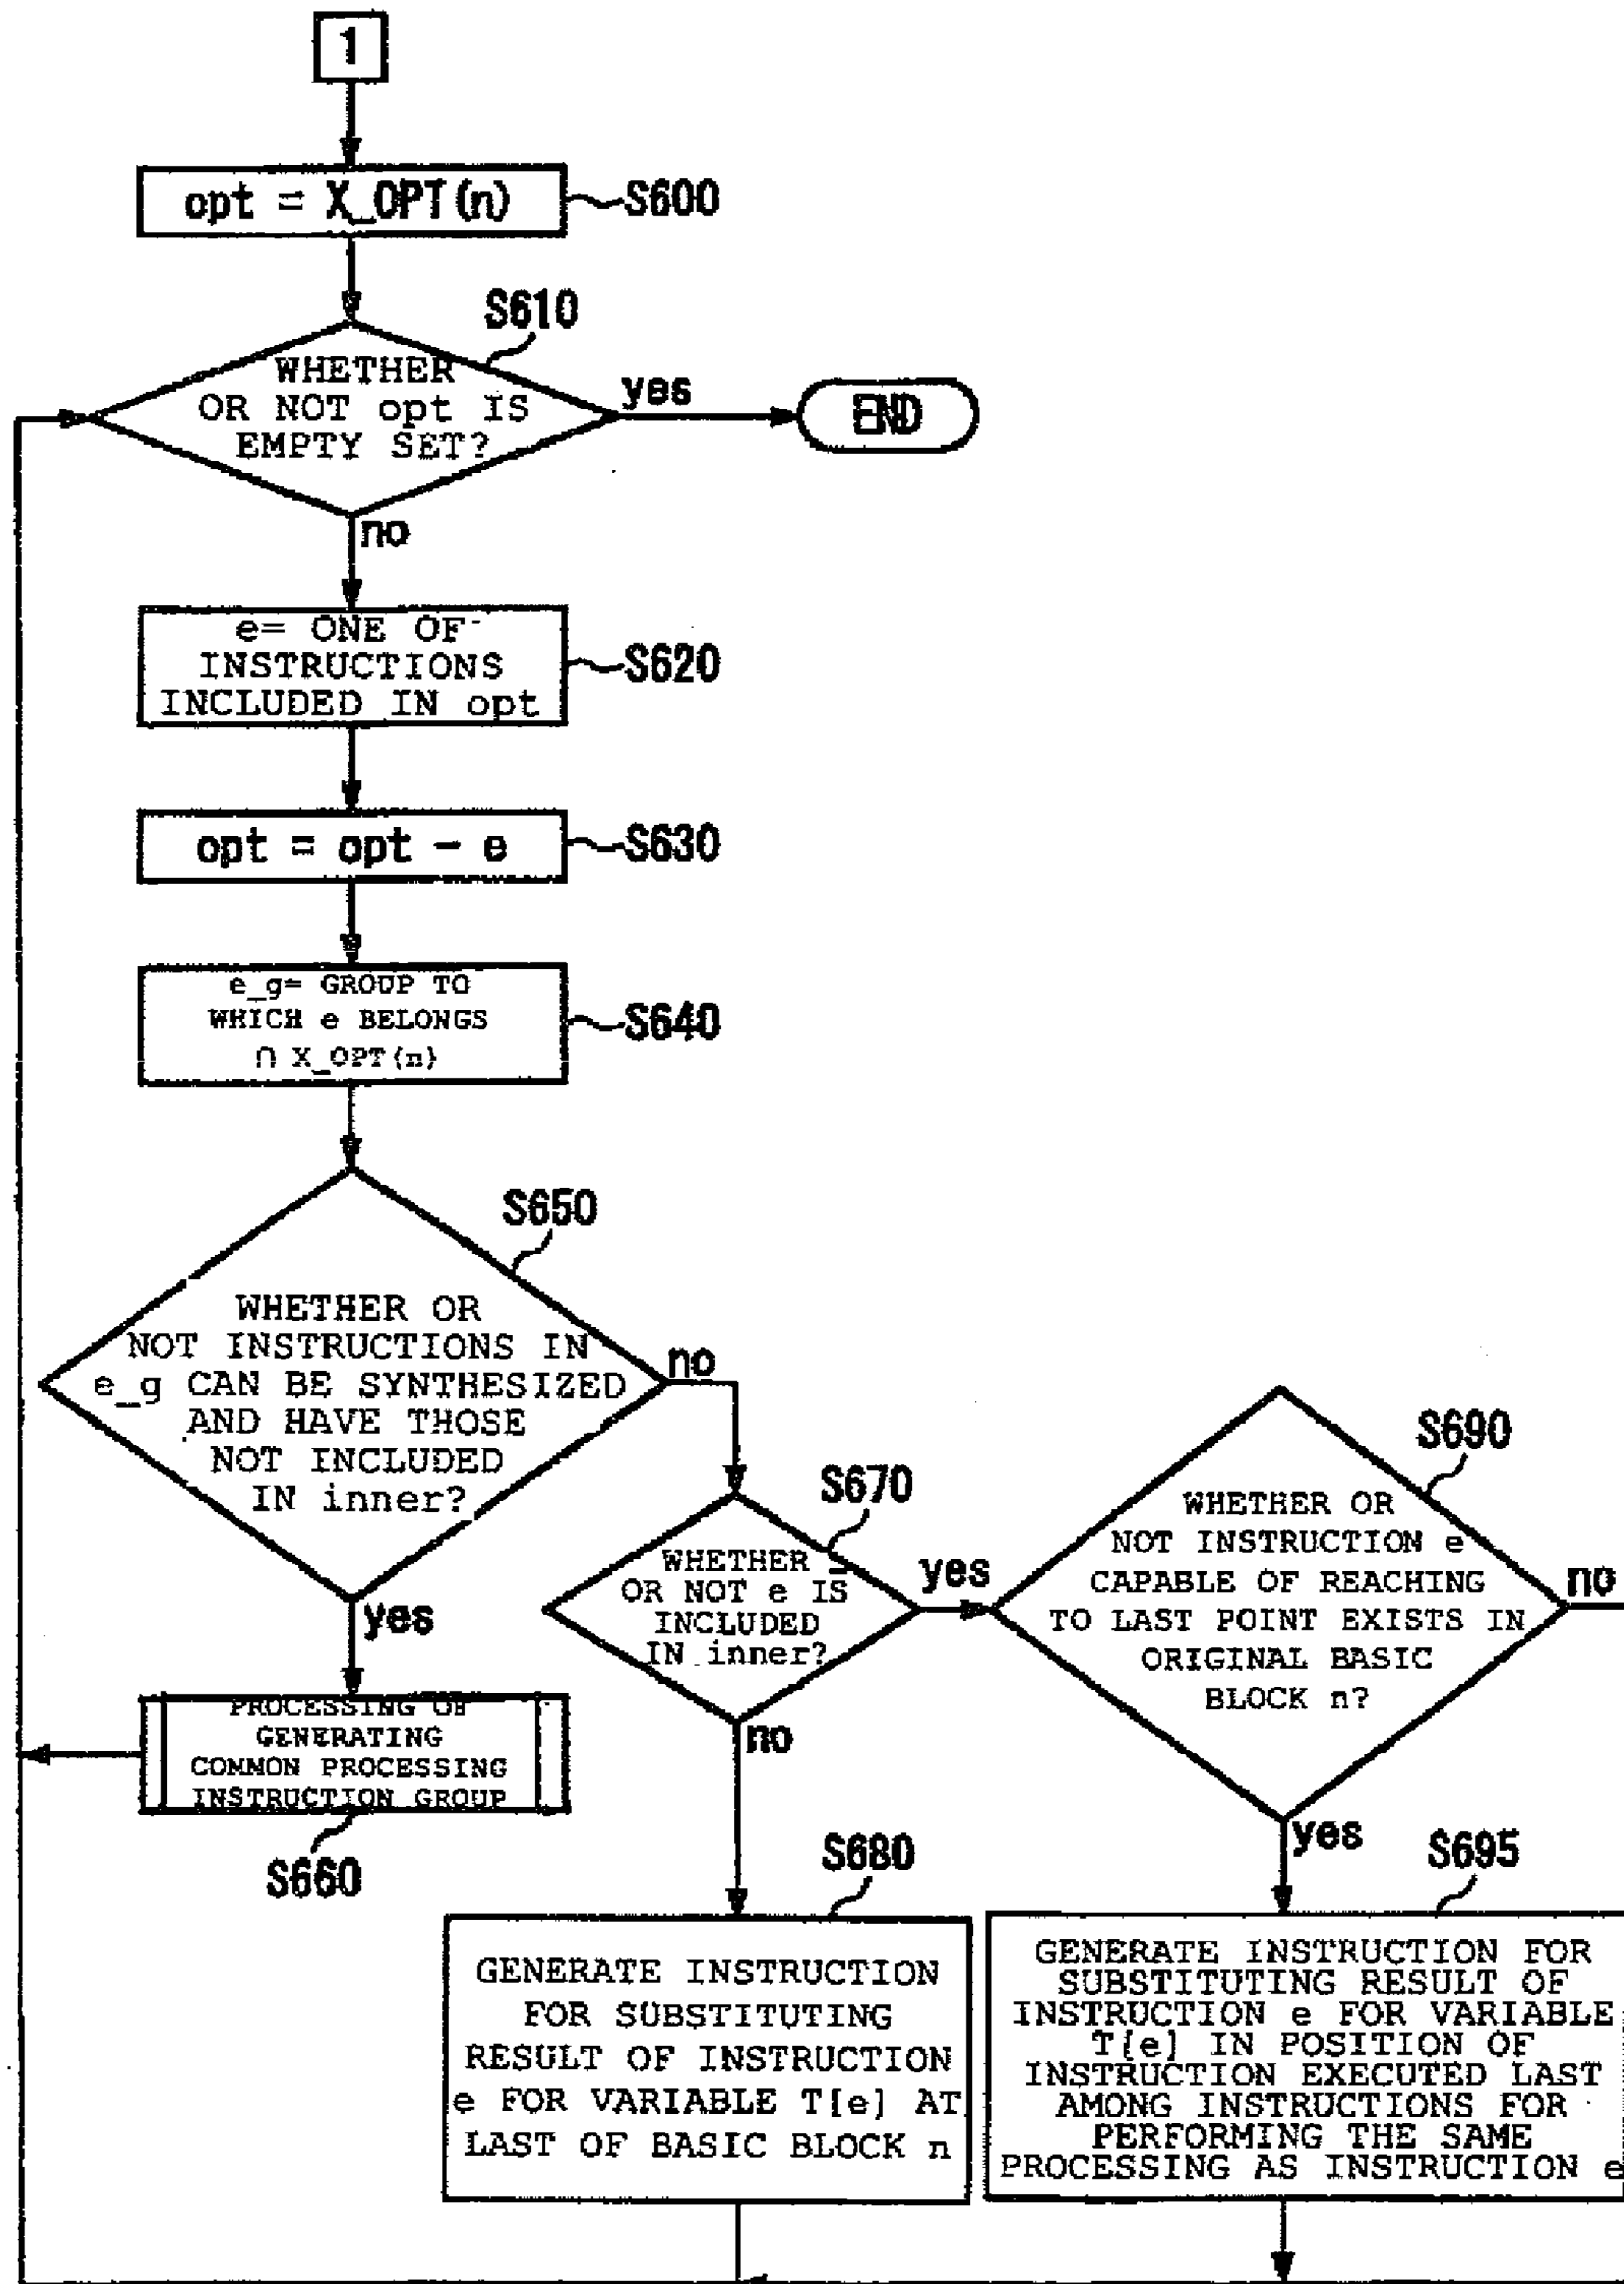 1
opt = X_OPT(n)
S600
S610
WHETHER
OR NOT opt IS
EMPTY SET?
yes
END
no
e= ONE OF
INSTRUCTIONS
INCLUDED IN opt
S620
opt = opt - e
S630
e_g= GROUP TO
WHICH e BELONGS
∩ X_OPT(n)
S640
S650
WHETHER OR
NOT INSTRUCTIONS IN
e_g CAN BE SYNTHESIZED
AND HAVE THOSE
NOT INCLUDED
IN inner?
no
yes
PROCESSING OF
GENERATING
COMMON PROCESSING
INSTRUCTION GROUP
S660
S670
WHETHER
OR NOT e IS
INCLUDED
IN inner?
yes
no
S690
WHETHER OR
NOT INSTRUCTION e
CAPABLE OF REACHING
TO LAST POINT EXISTS IN
ORIGINAL BASIC
BLOCK n?
no
yes
S680
GENERATE INSTRUCTION
FOR SUBSTITUTING
RESULT OF INSTRUCTION
e FOR VARIABLE T[e] AT
LAST OF BASIC BLOCK n
S695
GENERATE INSTRUCTION FOR
SUBSTITUTING RESULT OF
INSTRUCTION e FOR VARIABLE
T[e] IN POSITION OF
INSTRUCTION EXECUTED LAST
AMONG INSTRUCTIONS FOR
PERFORMING THE SAME
PROCESSING AS INSTRUCTION e